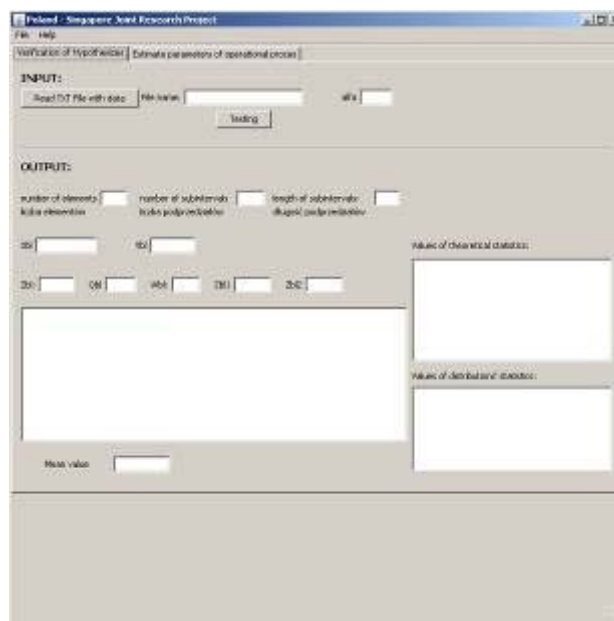 Poland - Singapore Joint Research Project
File Help
Verification of Hypothesizes Estimate parameters of operational proces
INPUT:
Read TXT File with data File name: alfa
Testing
OUTPUT:
number of elements: number of subintervals length of subintervals:
liczba elementów liczba podprzedziałów długość podprzedziałów
Values of theoretical statistics:
Values of distributions' statistics:
Mean value